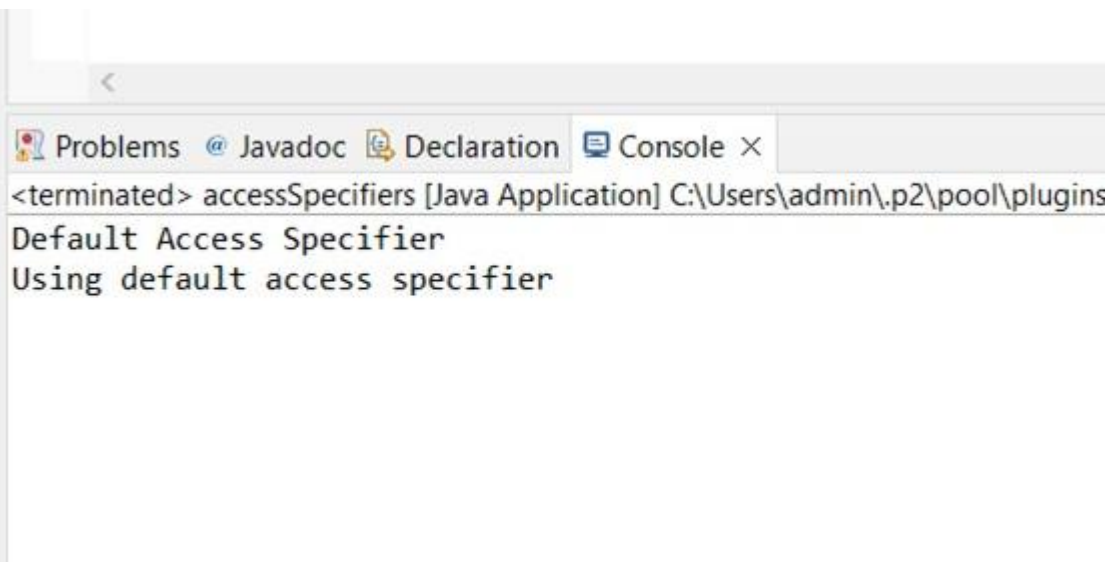 Problems @ Javadoc Declaration Console
<terminated> accessSpecifiers [Java Application] C:\Users\admin\.p2\pool\plugins
Default Access Specifier
Using default access specifier